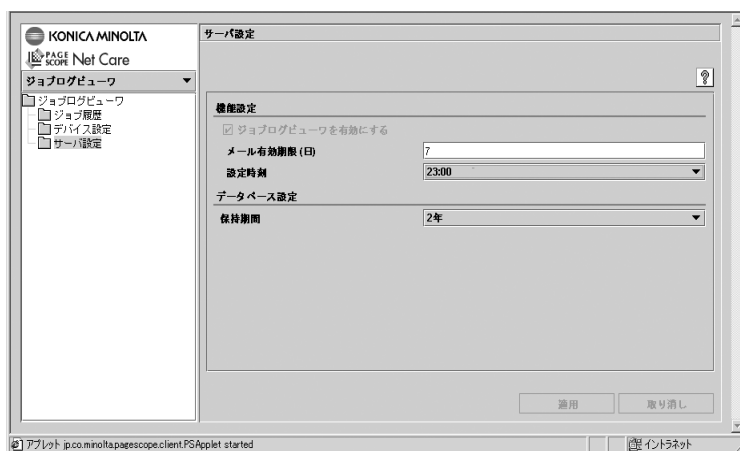 KONICA MINOLTA
PAGE SCOPE Net Care
ジョブログビューワ
ジョブログビューワ
ジョブ履歴
デバイス設定
サーバ設定
サーバ設定
?
機能設定
ジョブログビューワを有効にする
メール有効期限(日)
7
設定時刻
23:00
データベース設定
保持期間
2年
適用
取り消し
アプレット jp.co.minolta.pagescope.client.PSApplet started
イントラネット